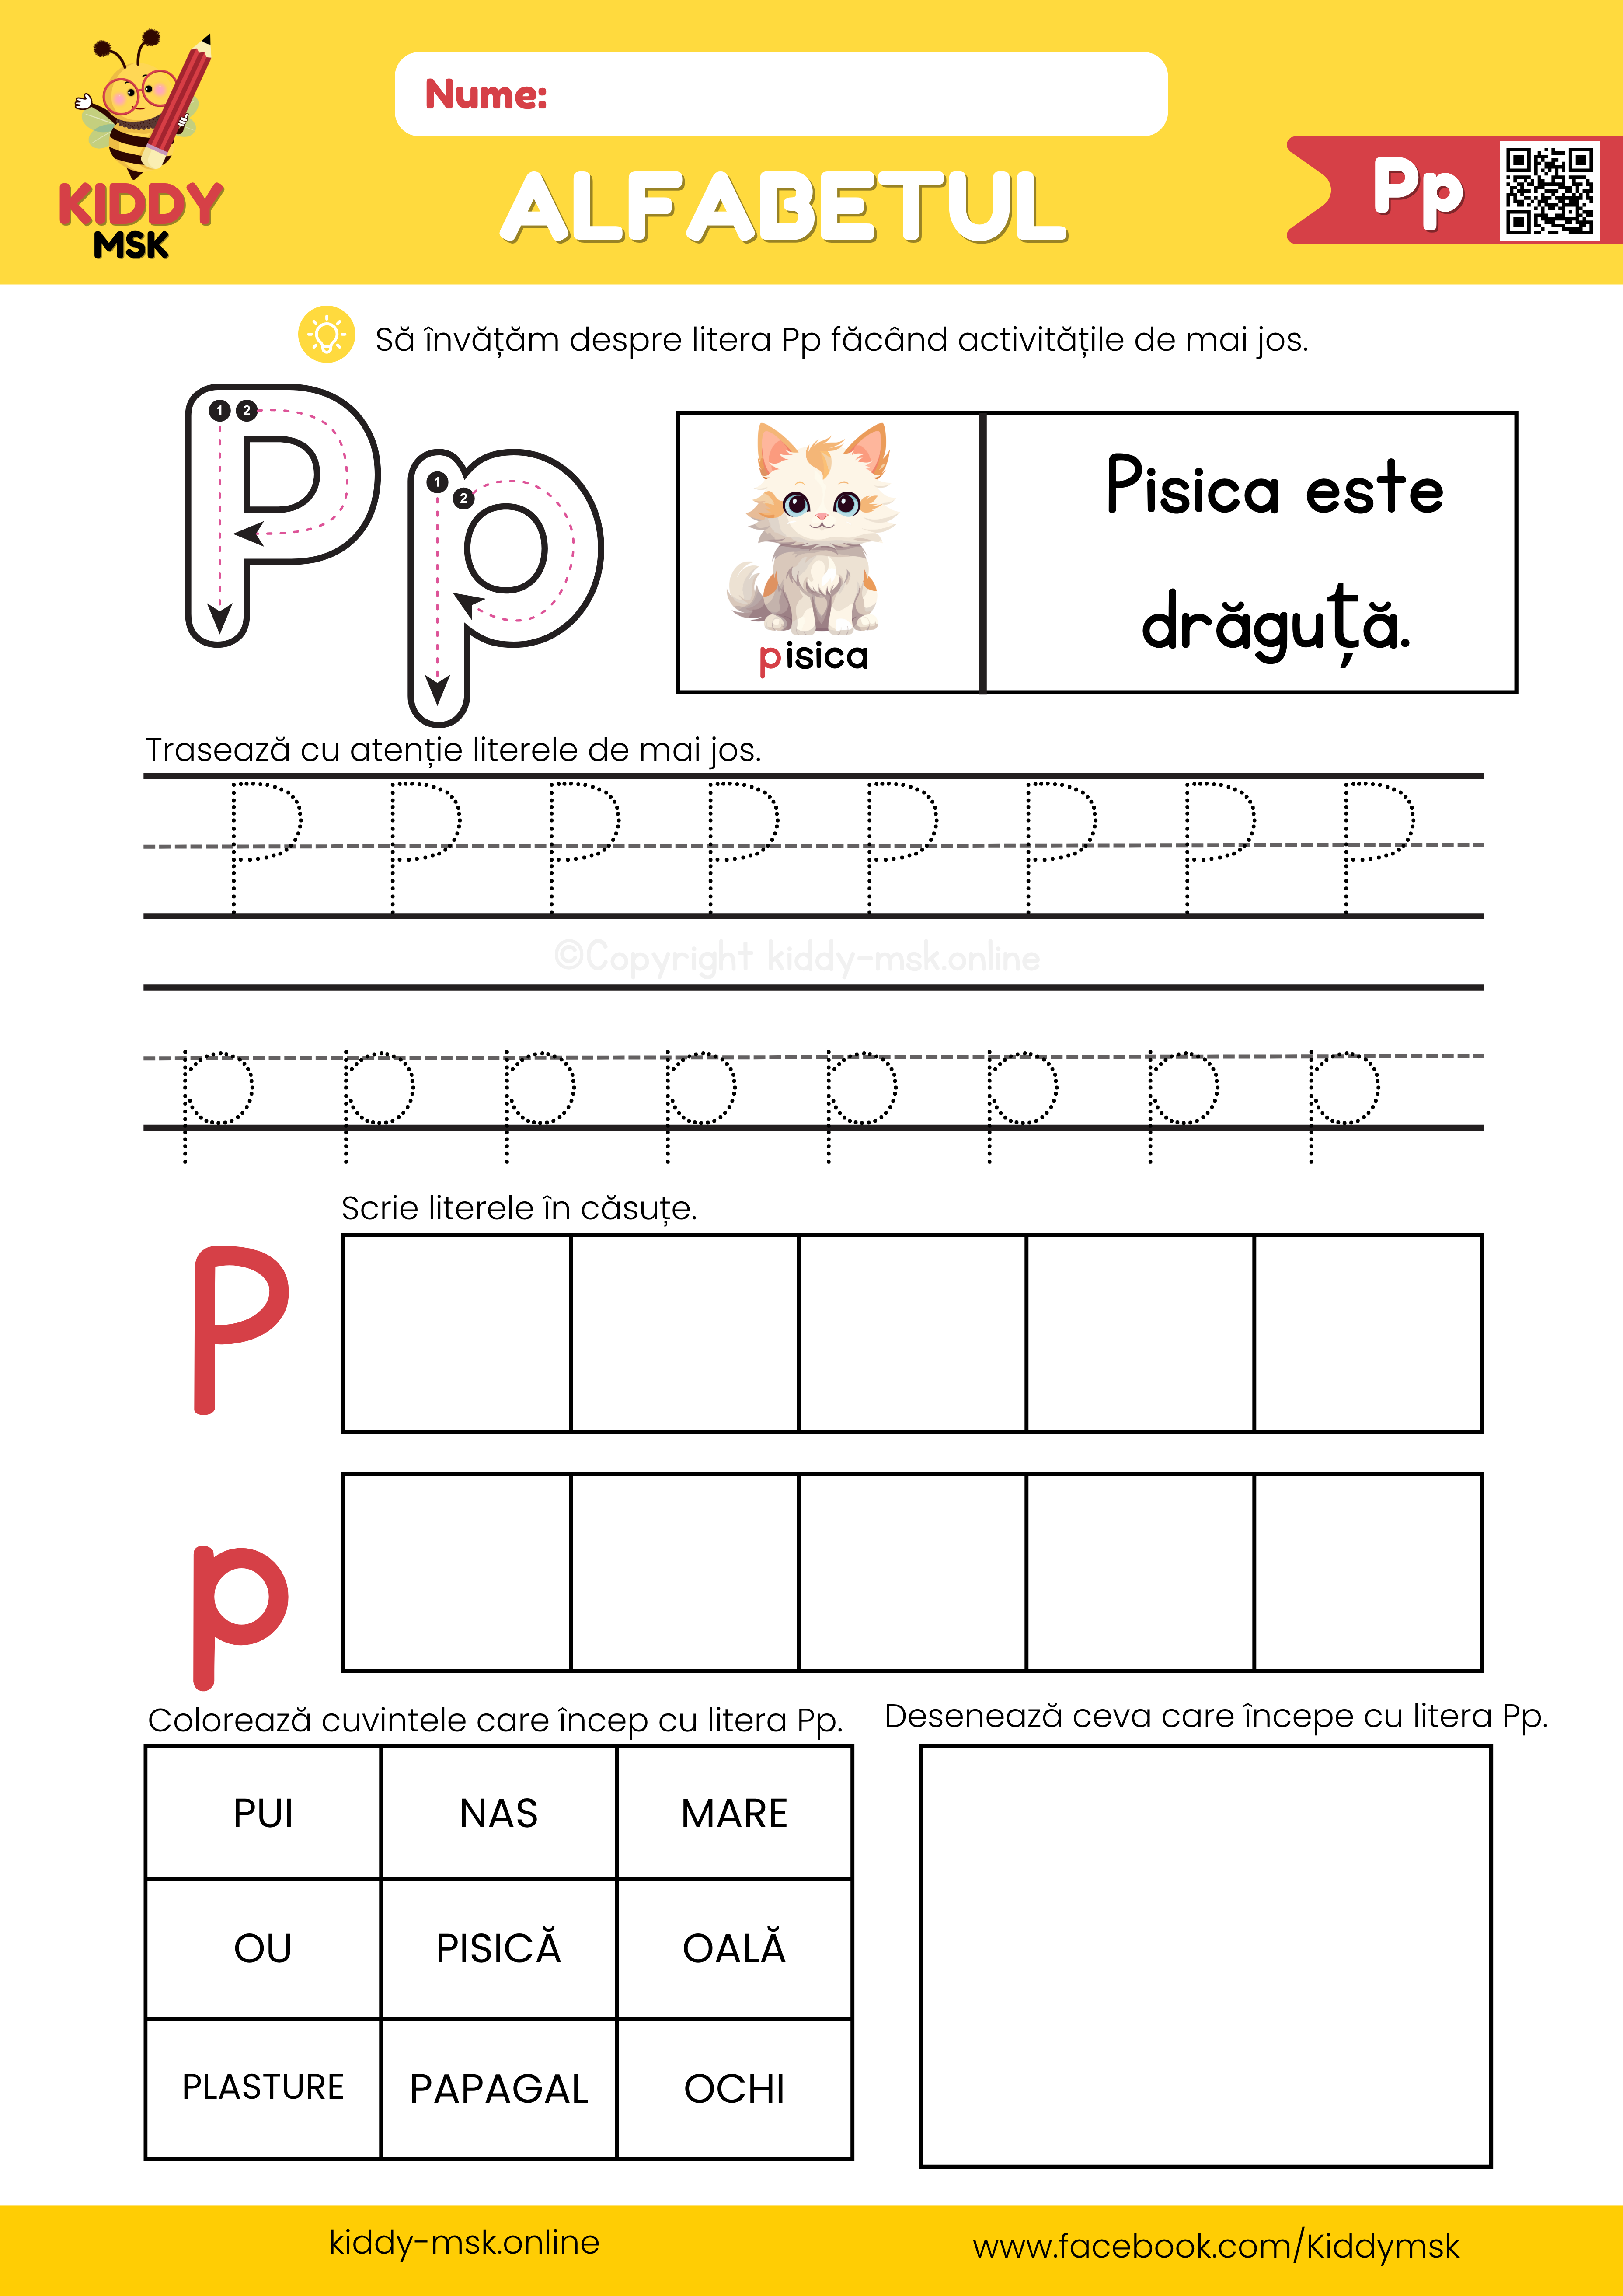 Nume:
KIDDY
MSK
ALFABETUL
Pp
Să învățăm despre litera Pp făcând activitățile de mai jos.
P 1 2
p 1 2
pisica
Pisica este
drăguță.
Trasează cu atenție literele de mai jos.
P P P P P P P P
©Copyright kiddy-msk.online
p p p p p p p p
Scrie literele în căsuțe.
P
p
Colorează cuvintele care încep cu litera Pp.
Desenează ceva care începe cu litera Pp.
PUI NAS MARE
OU PISICĂ OALĂ
PLASTURE PAPAGAL OCHI
kiddy-msk.online
www.facebook.com/Kiddymsk